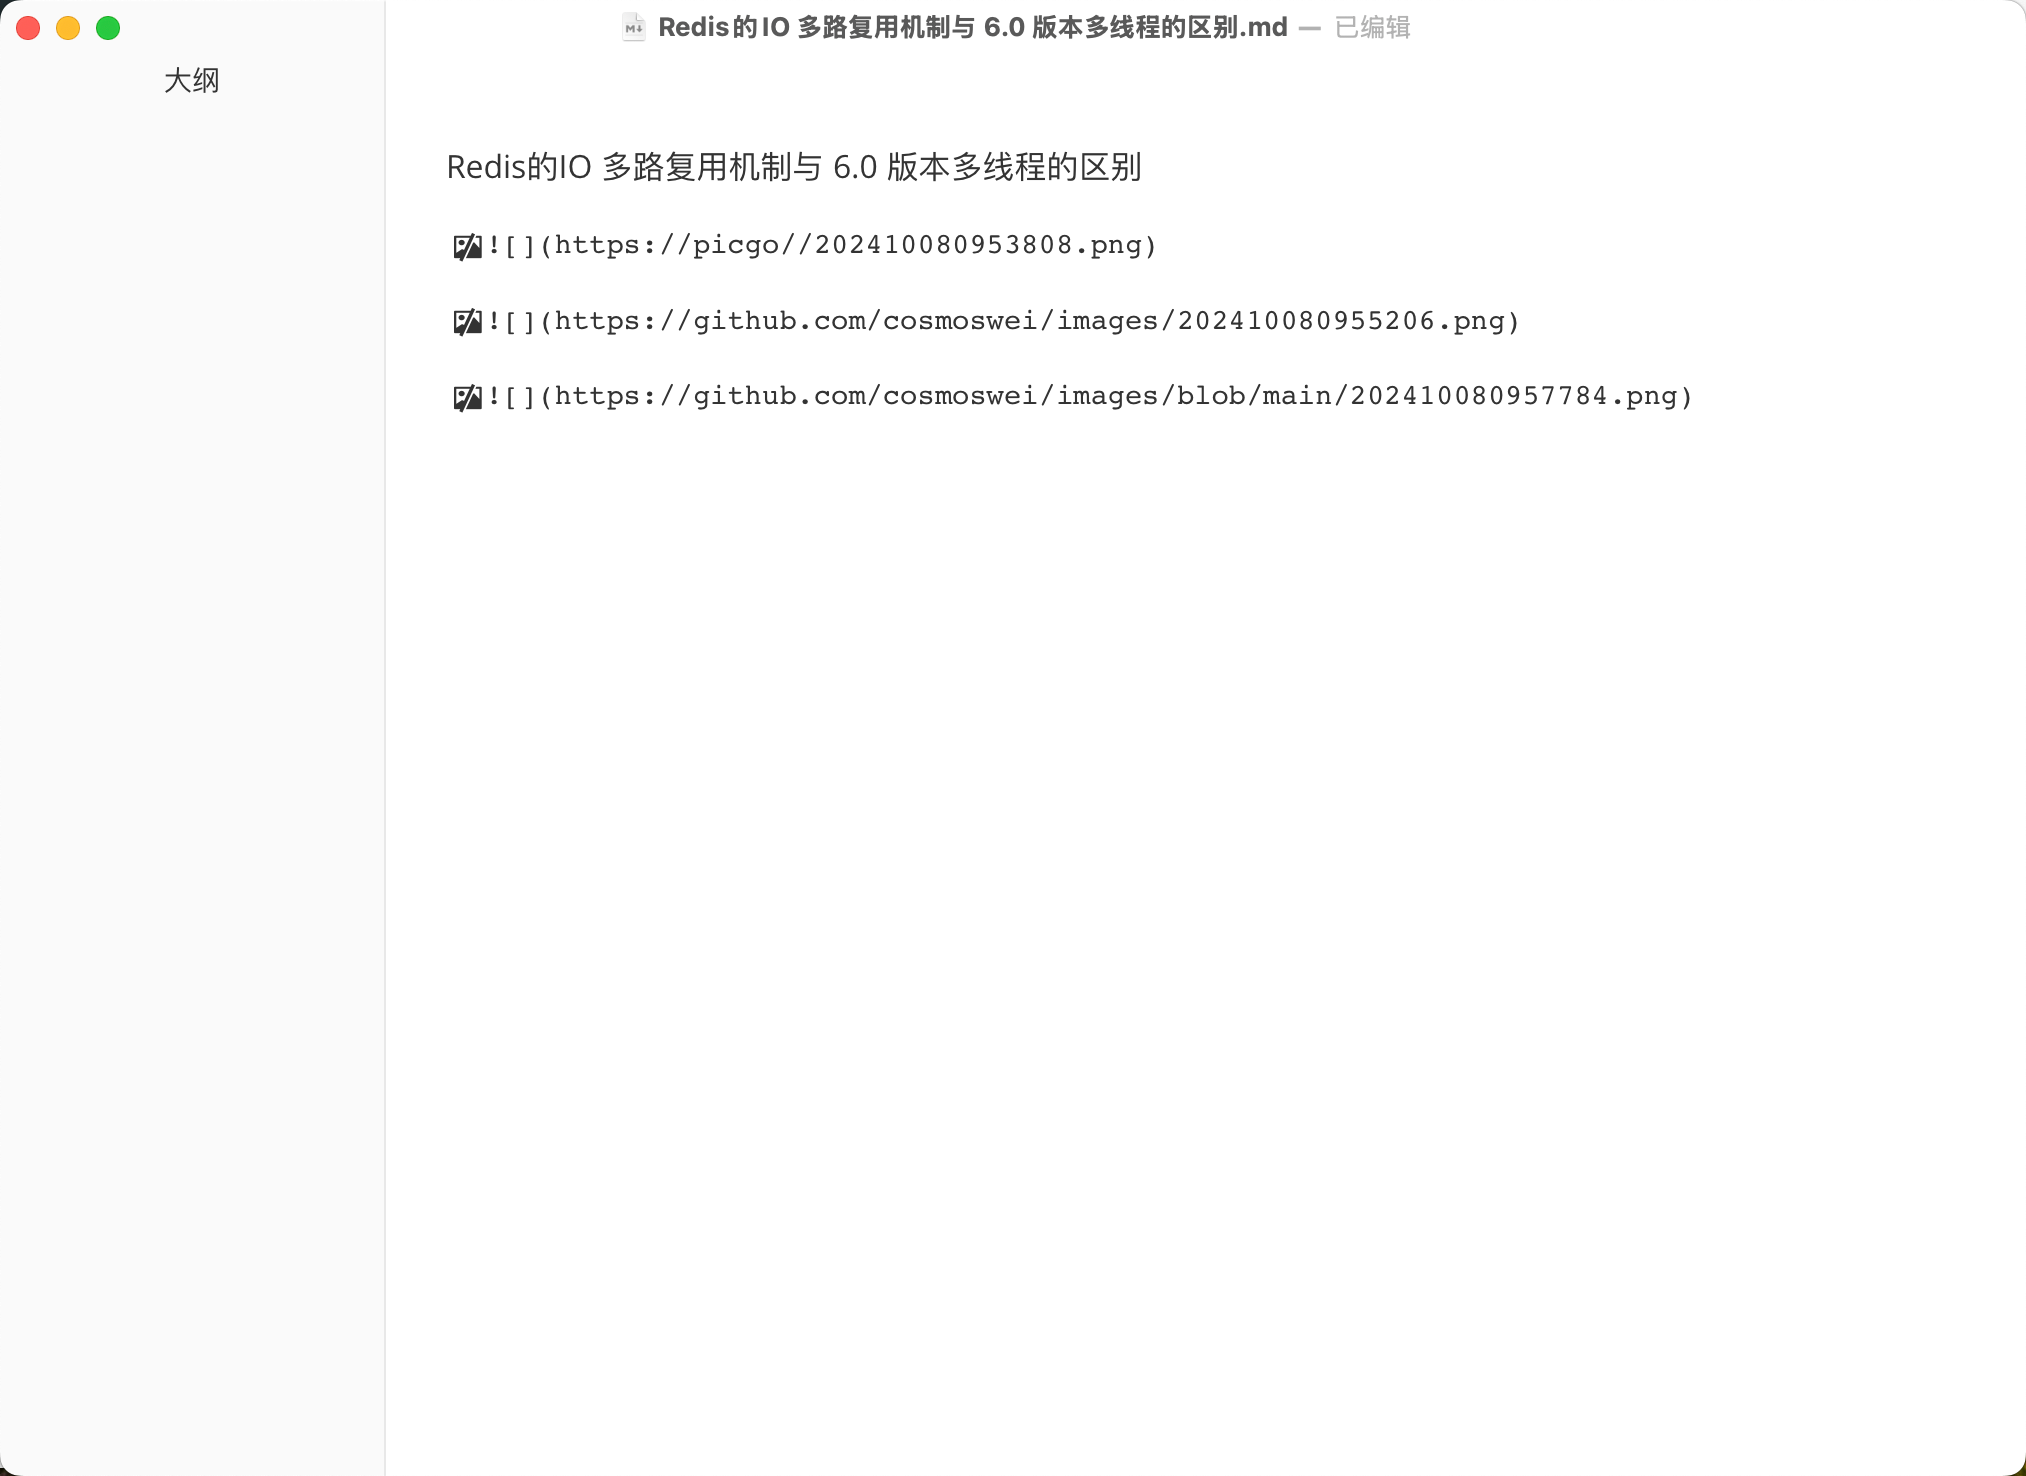 Redis的IO 多路复用机制与 6.0 版本多线程的区别.md — 已编辑
大纲
Redis的IO 多路复用机制与 6.0 版本多线程的区别
![](https://picgo//202410080953808.png)
![](https://github.com/cosmoswei/images/202410080955206.png)
![](https://github.com/cosmoswei/images/blob/main/202410080957784.png)